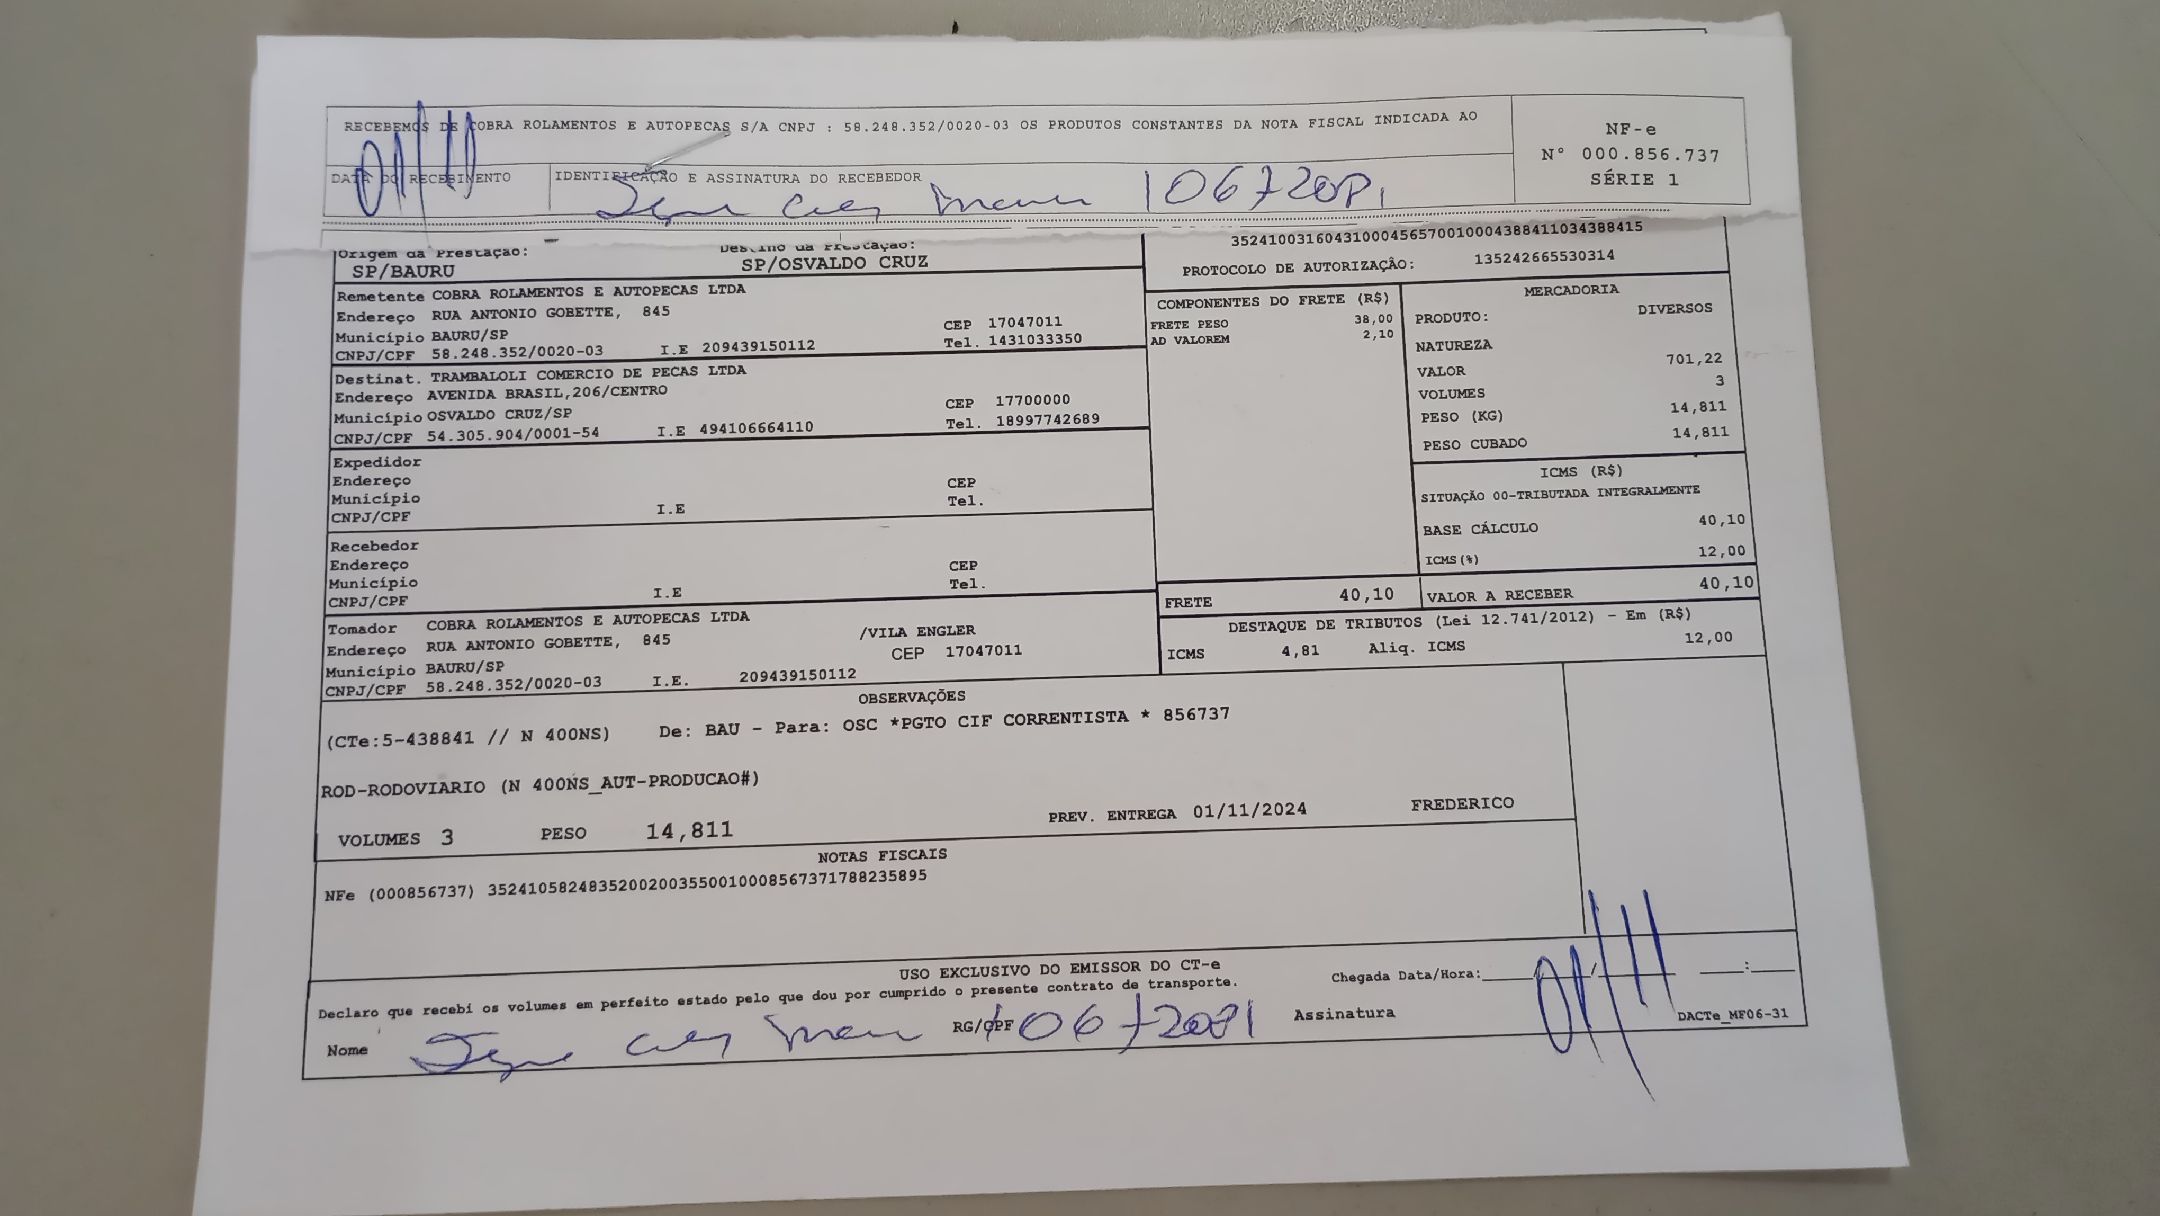 RECEBEMOS DE COBRA ROLAMENTOS E AUTOPECAS S/A CNPJ : 58.248.352/0020-03 OS PRODUTOS CONSTANTES DA NOTA FISCAL INDICADA AO
NF-e
Nº 000.856.737
SÉRIE 1
DATA DO RECEBIMENTO
IDENTIFICAÇÃO E ASSINATURA DO RECEBEDOR
01/11
Origem da Prestação: Destino da Prestação:
SP/BAURU SP/OSVALDO CRUZ
35241003160431000456570010004388411034388415
PROTOCOLO DE AUTORIZAÇÃO: 135242665530314
Remetente COBRA ROLAMENTOS E AUTOPECAS LTDA
Endereço RUA ANTONIO GOBETTE, 845
Município BAURU/SP CEP 17047011
CNPJ/CPF 58.248.352/0020-03 I.E 209439150112 Tel. 1431033350
Destinat. TRAMBALOLI COMERCIO DE PECAS LTDA
Endereço AVENIDA BRASIL,206/CENTRO
Município OSVALDO CRUZ/SP CEP 17700000
CNPJ/CPF 54.305.904/0001-54 I.E 494106664110 Tel. 18997742689
Expedidor
Endereço
Município CEP
CNPJ/CPF I.E Tel.
Recebedor
Endereço
Município CEP
CNPJ/CPF I.E Tel.
Tomador COBRA ROLAMENTOS E AUTOPECAS LTDA
Endereço RUA ANTONIO GOBETTE, 845 /VILA ENGLER
Município BAURU/SP CEP 17047011
CNPJ/CPF 58.248.352/0020-03 I.E. 209439150112
COMPONENTES DO FRETE (R$)
FRETE PESO 38,00
AD VALOREM 2,10
MERCADORIA
PRODUTO: DIVERSOS
NATUREZA
VALOR 701,22
VOLUMES 3
PESO (KG) 14,811
PESO CUBADO 14,811
ICMS (R$)
SITUAÇÃO 00-TRIBUTADA INTEGRALMENTE
BASE CÁLCULO 40,10
ICMS(%) 12,00
FRETE 40,10 VALOR A RECEBER 40,10
DESTAQUE DE TRIBUTOS (Lei 12.741/2012) - Em (R$)
ICMS 4,81 Aliq. ICMS 12,00
OBSERVAÇÕES
(CTe:5-438841 // N 400NS) De: BAU - Para: OSC *PGTO CIF CORRENTISTA * 856737
ROD-RODOVIARIO (N 400NS_AUT-PRODUCAO#)
VOLUMES 3 PESO 14,811 PREV. ENTREGA 01/11/2024 FREDERICO
NOTAS FISCAIS
NFe (000856737) 35241058248352002003550010008567371788235895
USO EXCLUSIVO DO EMISSOR DO CT-e
Declaro que recebi os volumes em perfeito estado pelo que dou por cumprido o presente contrato de transporte.
Chegada Data/Hora:____/____ ___:___
01/11
Nome RG/CPF Assinatura
DACTe_MF06-31